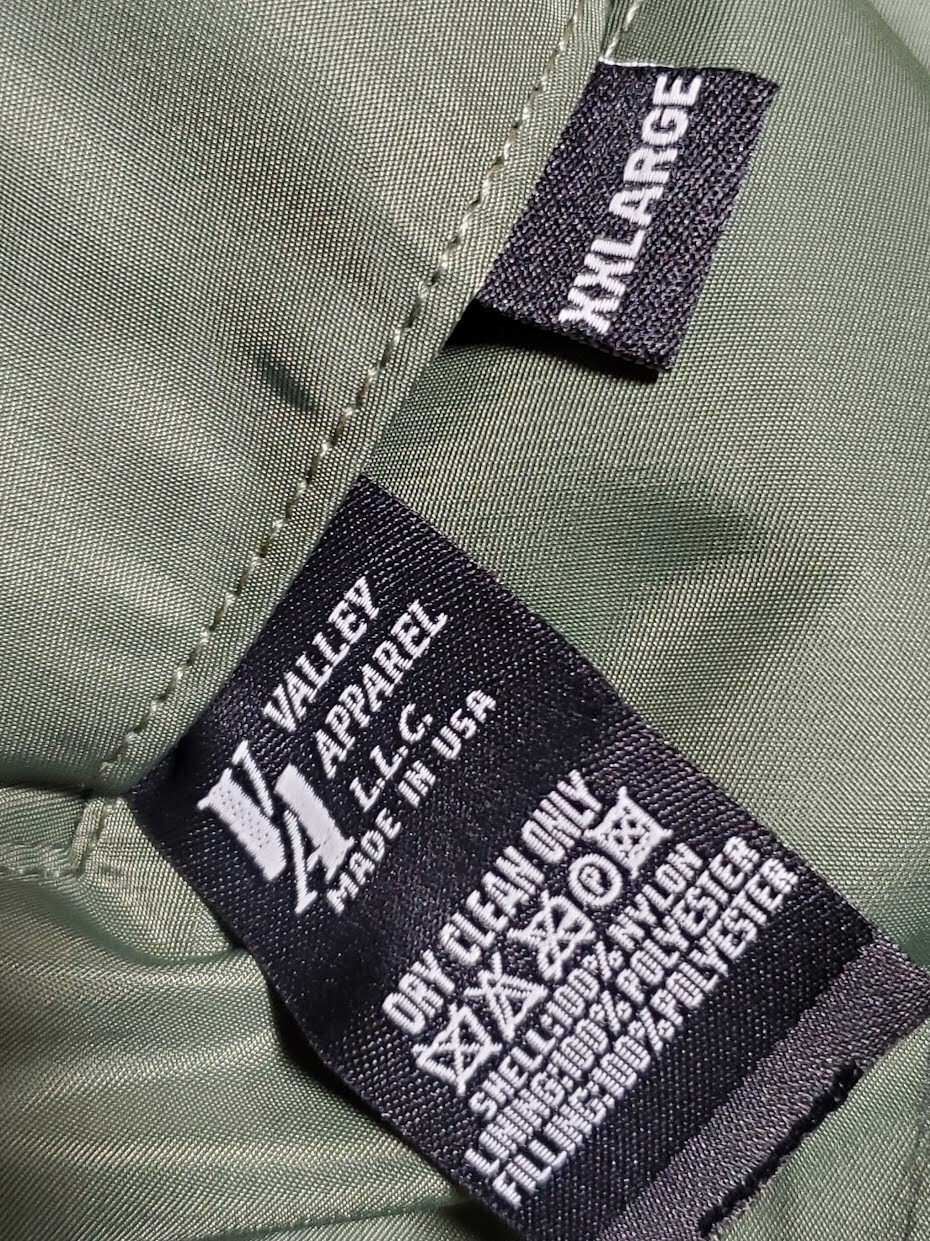 XXLARGE
VALLEY
APPAREL
L.L.C
MADE IN USA
VA
DRY CLEAN ONLY
P
SHELL:100% NYLON
LINING:100%POLYESTER
FILLING:100%POLYESTER